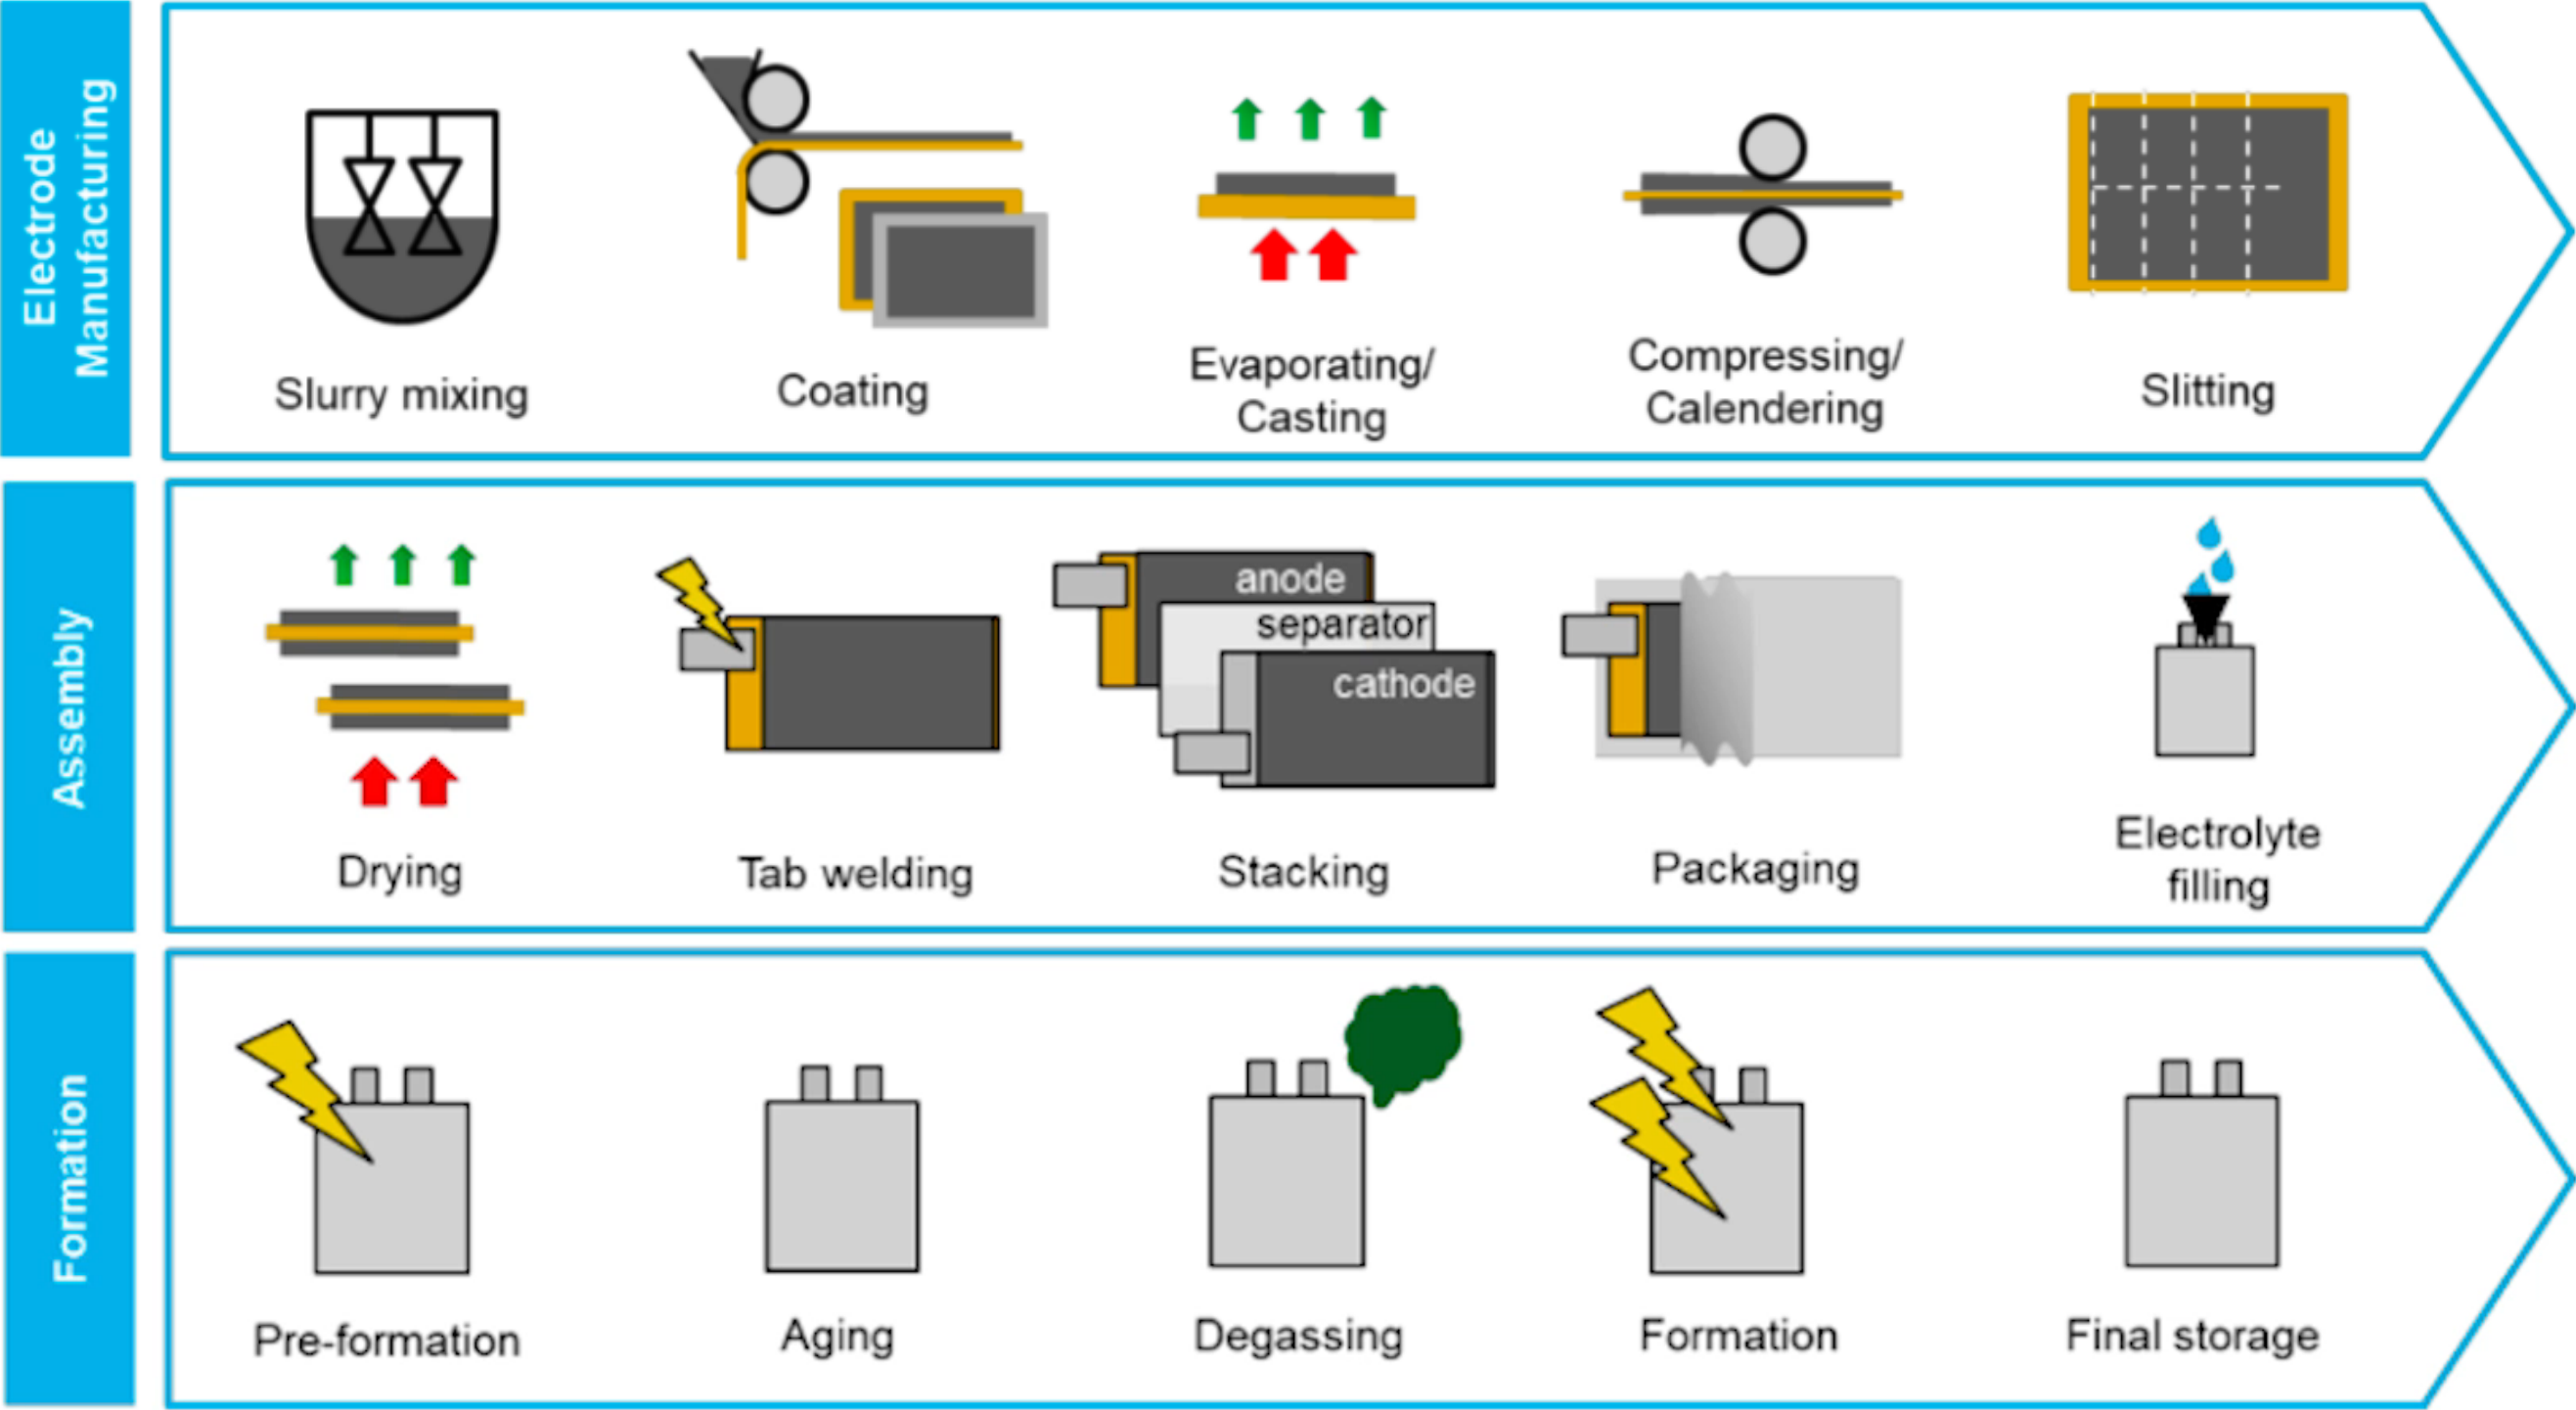 Electrode
Manufacturing
Slurry mixing
Coating
Evaporating/
Casting
Compressing/
Calendering
Slitting
Assembly
anode
separator
cathode
Drying
Tab welding
Stacking
Packaging
Electrolyte
filling
Formation
Pre-formation
Aging
Degassing
Formation
Final storage